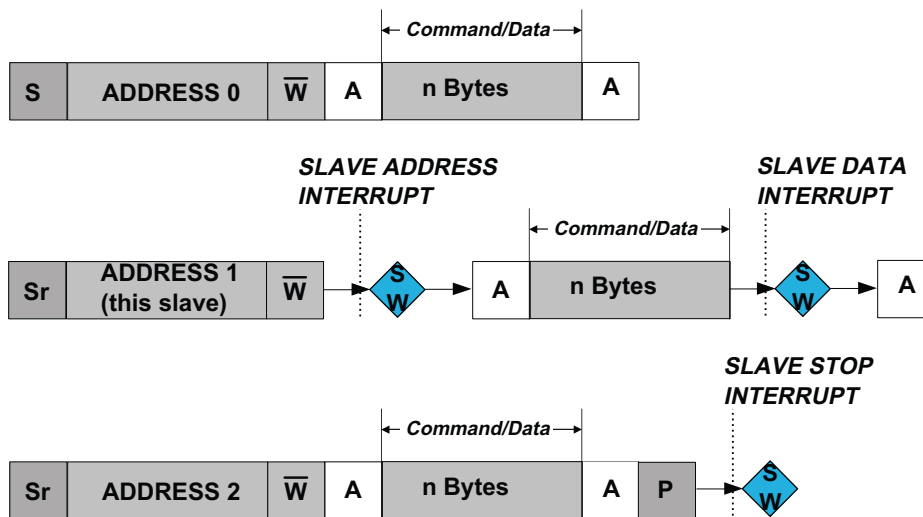 Command/Data
S ADDRESS 0 W̅ A n Bytes A
SLAVE ADDRESS
INTERRUPT
SLAVE DATA
INTERRUPT
Command/Data
Sr ADDRESS 1
(this slave) W̅ S
W A n Bytes S
W A
SLAVE STOP
INTERRUPT
Command/Data
Sr ADDRESS 2 W̅ A n Bytes A P S
W